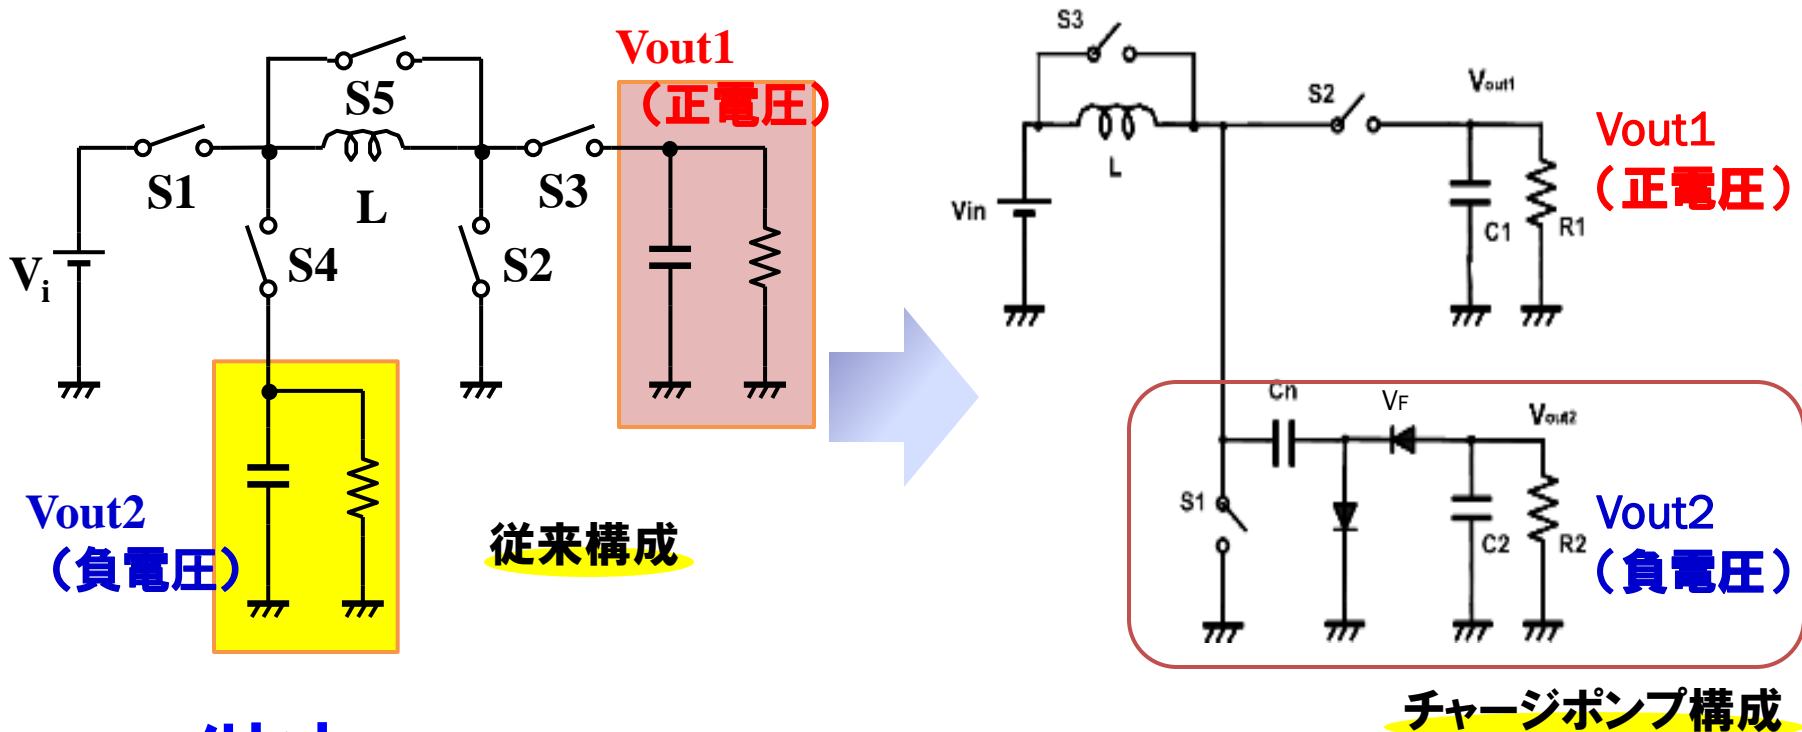 Vout1
（正電圧）
S5
S1
L
S3
S4
S2
Vi
Vout2
（負電圧）
従来構成
S3
S2
Vout1
L
Vin
C1
R1
Vout1
（正電圧）
Cn
VF
Vout2
S1
C2
R2
Vout2
（負電圧）
チャージポンプ構成